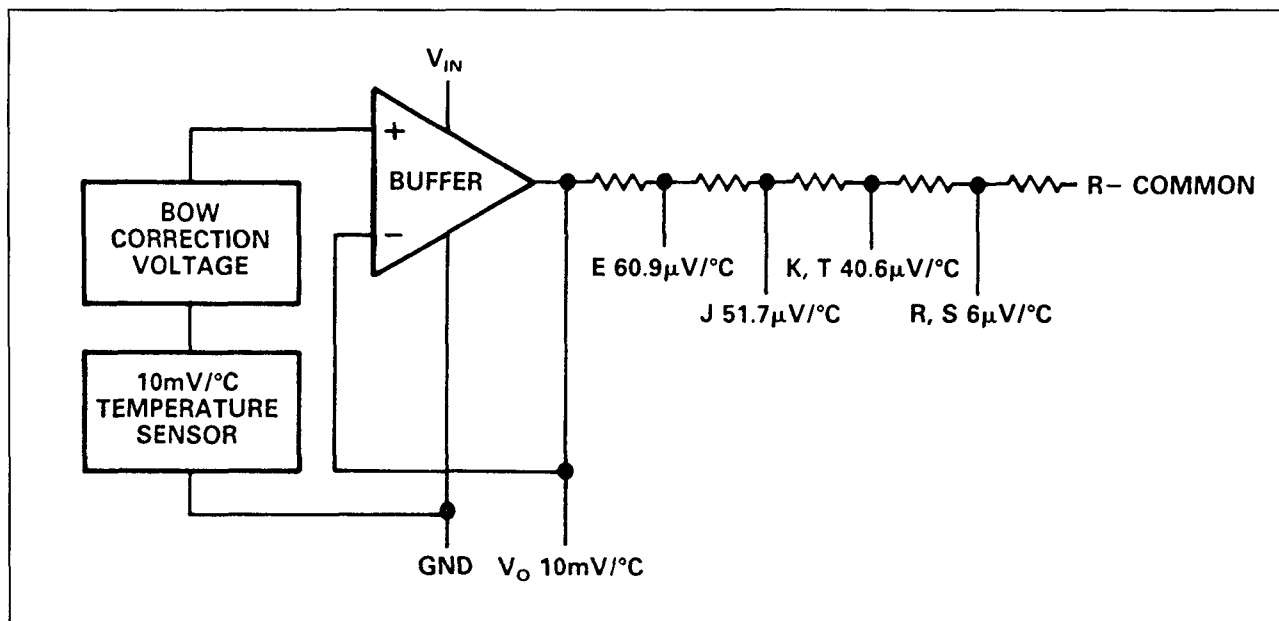 V_IN
+
BUFFER
−
BOW
CORRECTION
VOLTAGE
10mV/°C
TEMPERATURE
SENSOR
R– COMMON
E 60.9µV/°C
K, T 40.6µV/°C
J 51.7µV/°C
R, S 6µV/°C
GND
V_O 10mV/°C